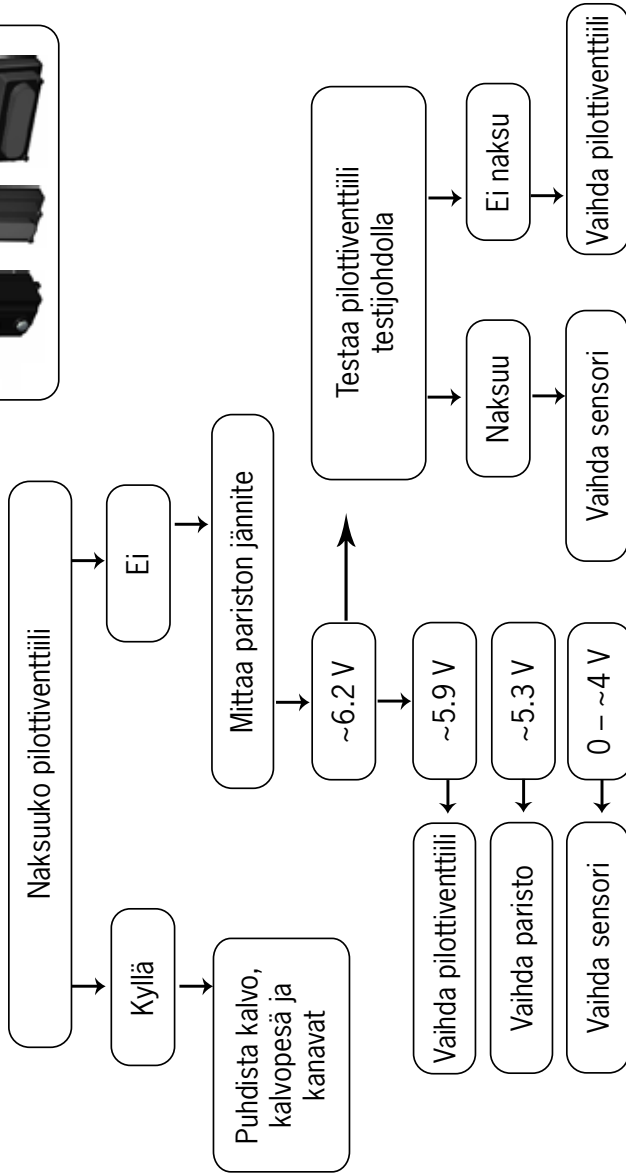 Naksuuko pilottiventtiili
Kyllä
Puhdista kalvo,
kalvopesä ja
kanavat
Ei
Mittaa pariston jännite
~6.2 V
~5.9 V
~5.3 V
0 – ~4 V
Vaihda pilottiventtiili
Vaihda paristo
Vaihda sensori
Testaa pilottiventtiili
testijohdolla
Naksuu
Vaihda sensori
Ei naksu
Vaihda pilottiventtiili